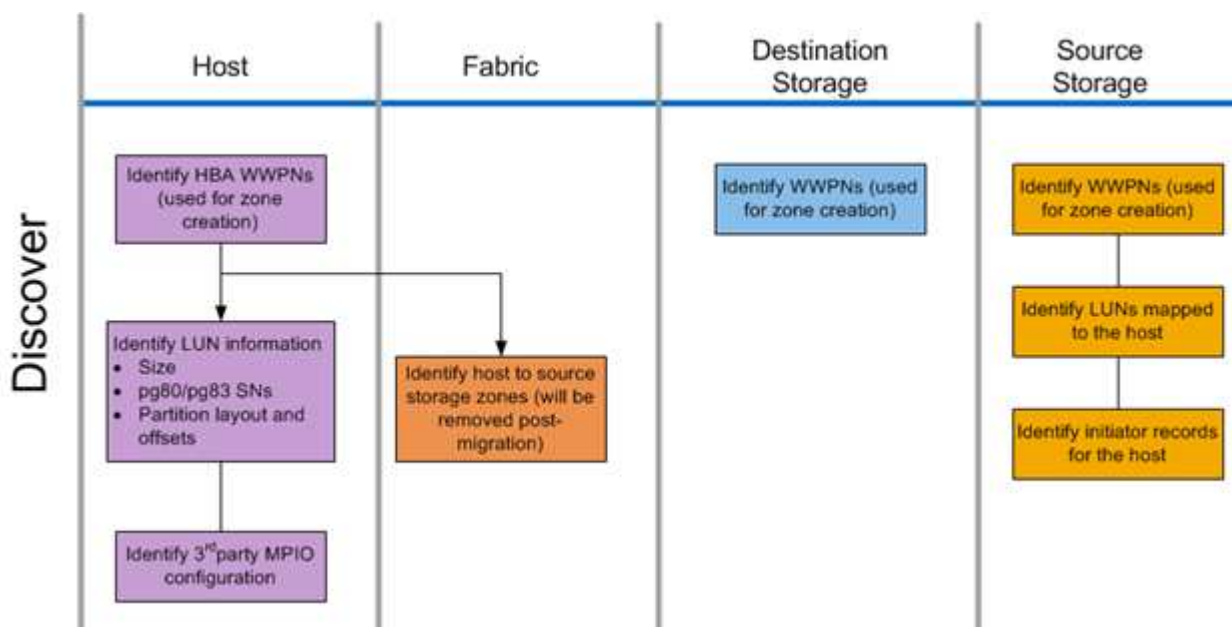 Host
Fabric
Destination
Storage
Source
Storage
Discover
Identify HBA WWPNs
(used for zone
creation)
Identify LUN information
• Size
• pg80/pg83 SNs
• Partition layout and
offsets
Identify 3rd party MPIO
configuration
Identify host to source
storage zones (will be
removed post-
migration)
Identify WWPNs (used
for zone creation)
Identify WWPNs (used
for zone creation)
Identify LUNs mapped
to the host
Identify initiator records
for the host